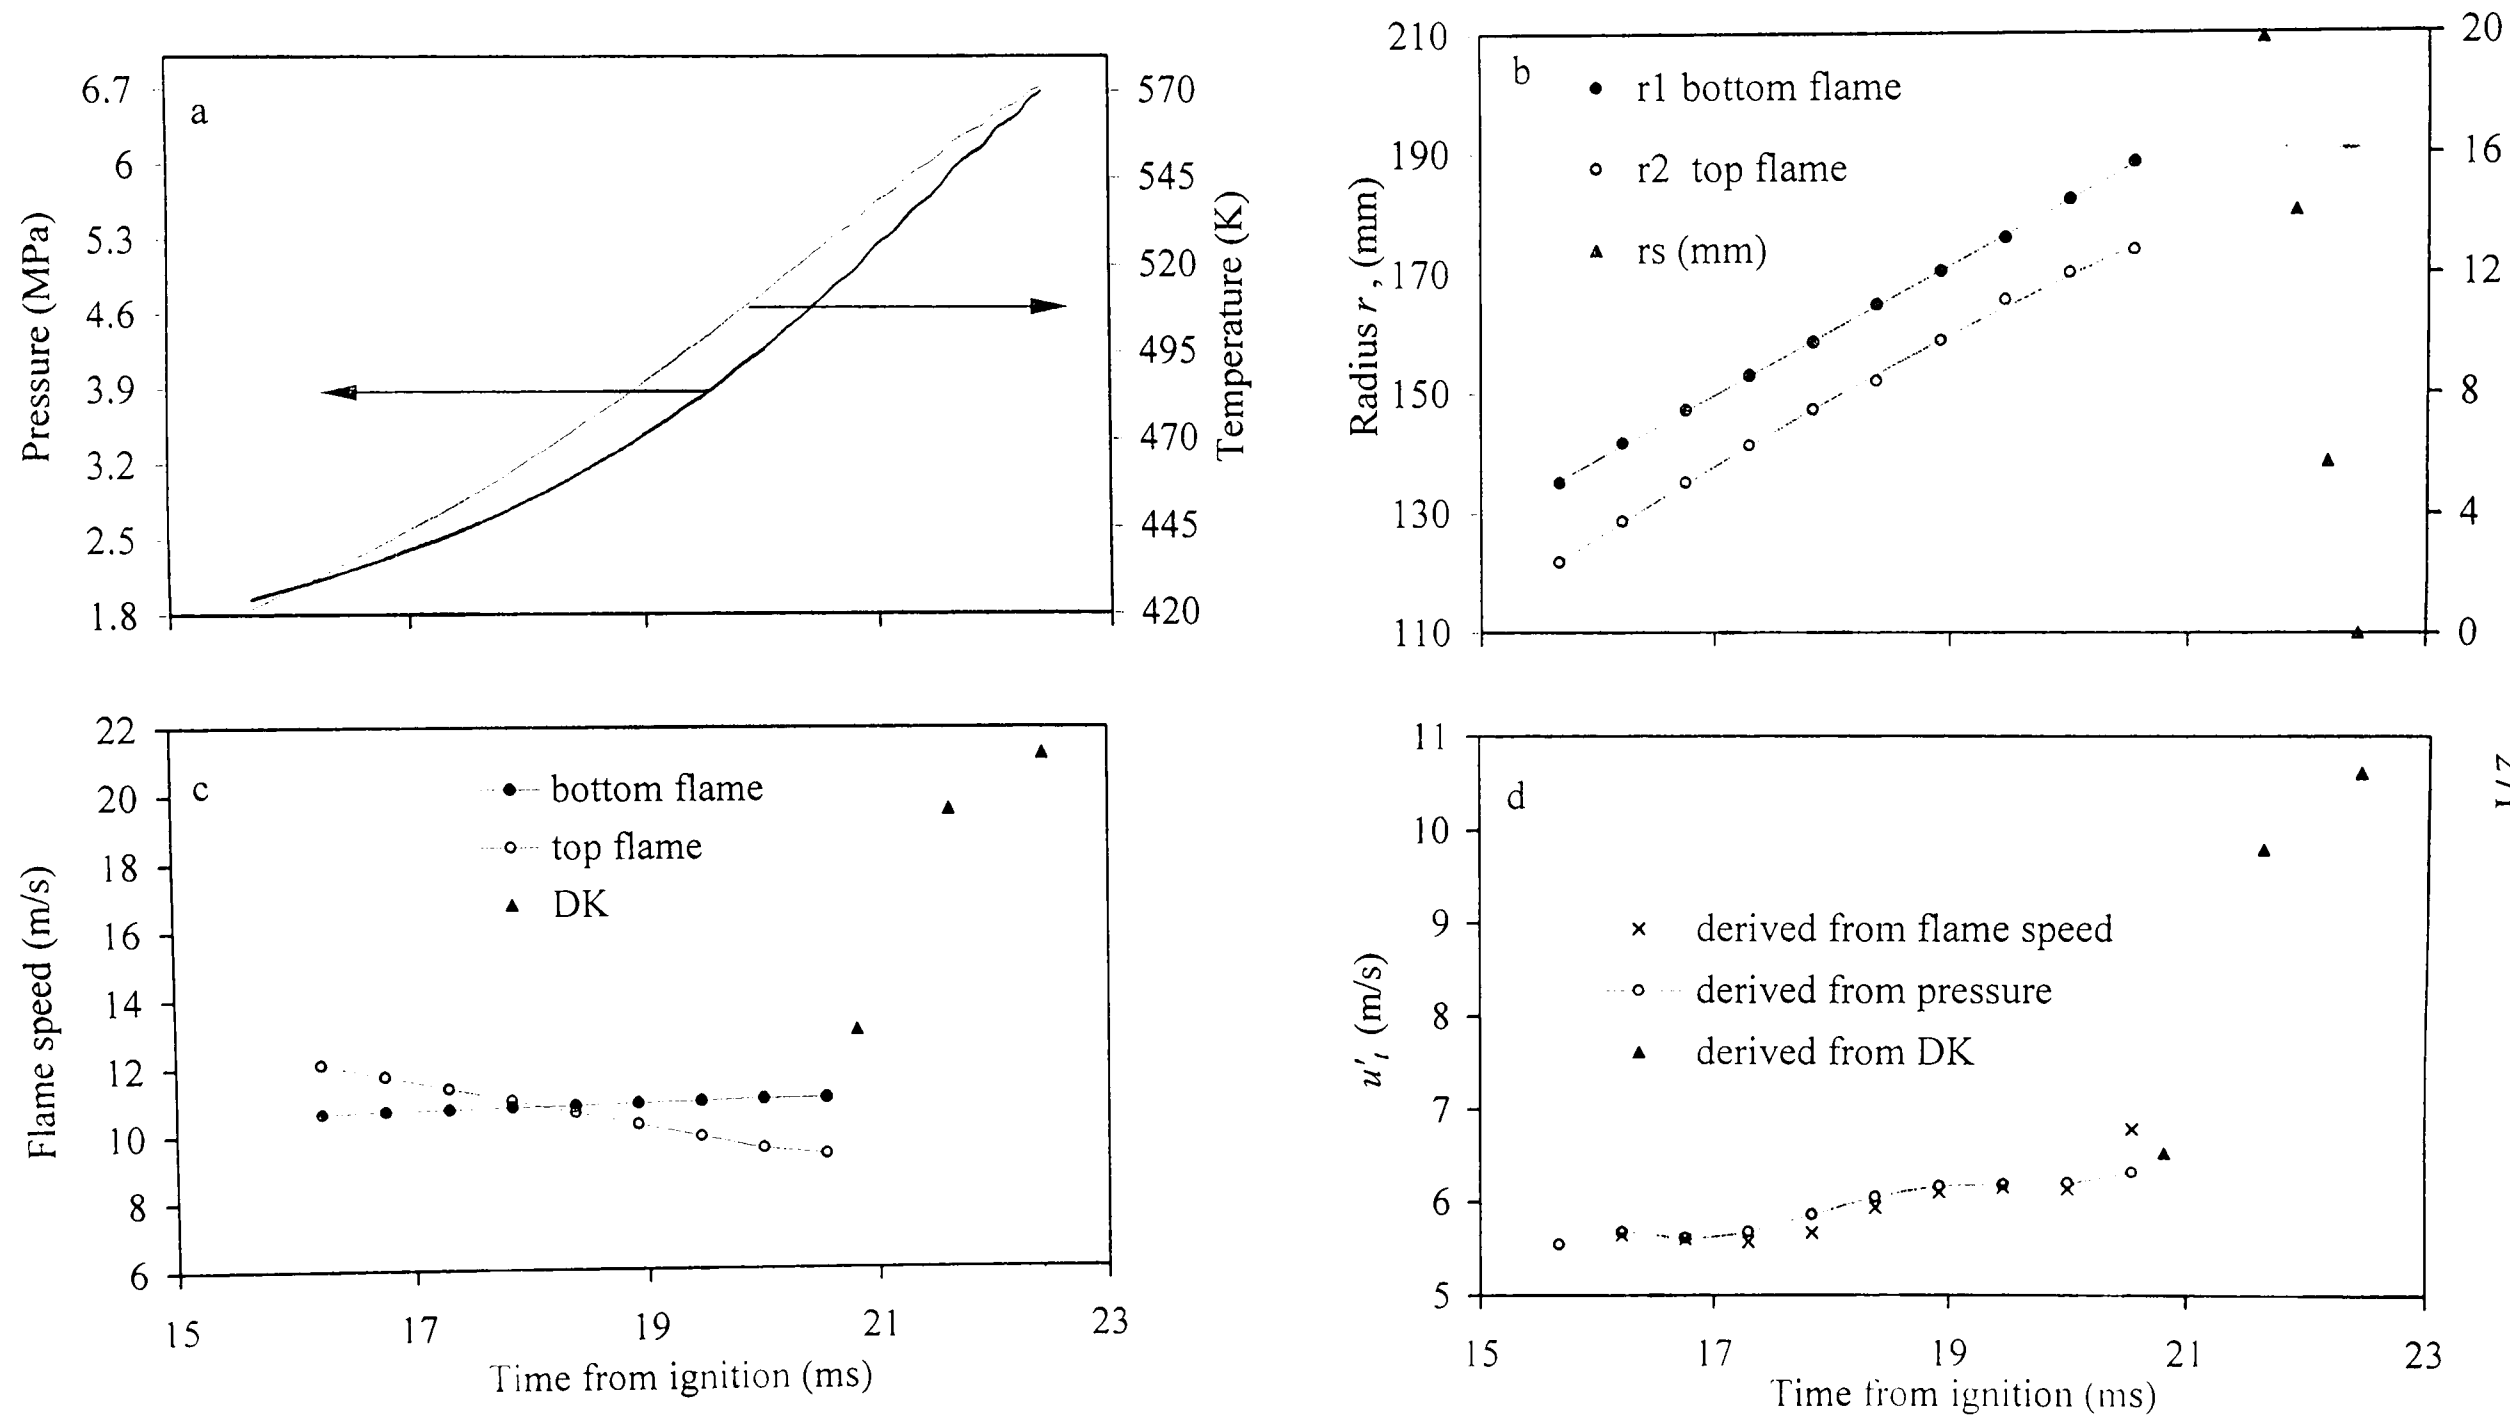 a
Pressure (MPa)
6.7
6
5.3
4.6
3.9
3.2
2.5
1.8
Temperature (K)
570
545
520
495
470
445
420
b
r1 bottom flame
r2 top flame
rs (mm)
Radius r , (mm)
210
190
170
150
130
110
20
16
12
8
4
0
c
bottom flame
top flame
DK
Flame speed (m/s)
22
20
18
16
14
12
10
8
6
15 17 19 21 23
Time from ignition (ms)
d
derived from flame speed
derived from pressure
derived from DK
u't (m/s)
11
10
9
8
7
6
5
15 17 19 21 23
Time from ignition (ms)